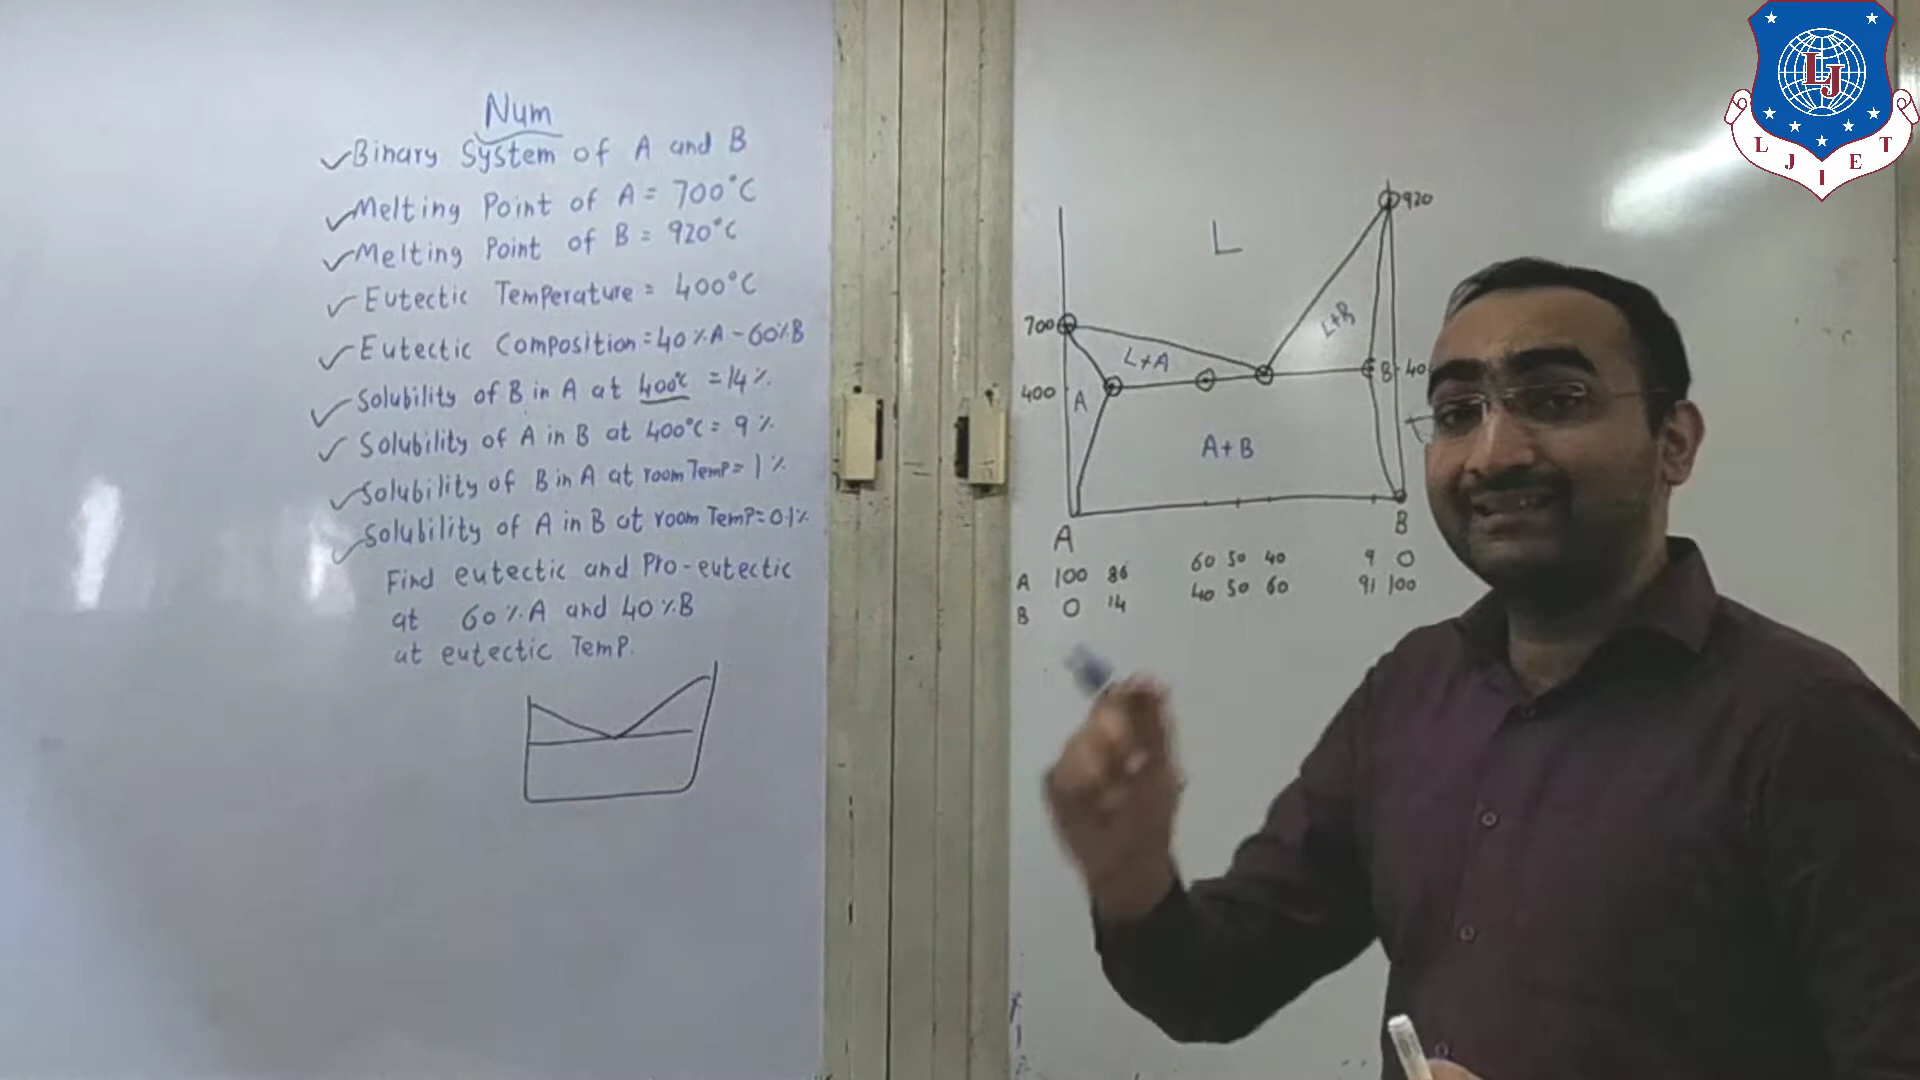 Num
Binary System of A and B
Melting Point of A = 700°C
Melting Point of B = 920°C
Eutectic Temperature = 400°C
Eutectic Composition = 40%A - 60%B
Solubility of B in A at 400°C = 14%
Solubility of A in B at 400°C = 9%
Solubility of B in A at room Temp = 1%
Solubility of A in B at room Temp = 0.1%
Find eutectic and Pro-eutectic
at 60%A and 40%B
at eutectic Temp.
920
L
700
L+A
L+B
400
A
B
40
A+B
A
B
A 100 86 60 50 40 9 0
B 0 14 40 50 60 91 100
LJ
L J I E T